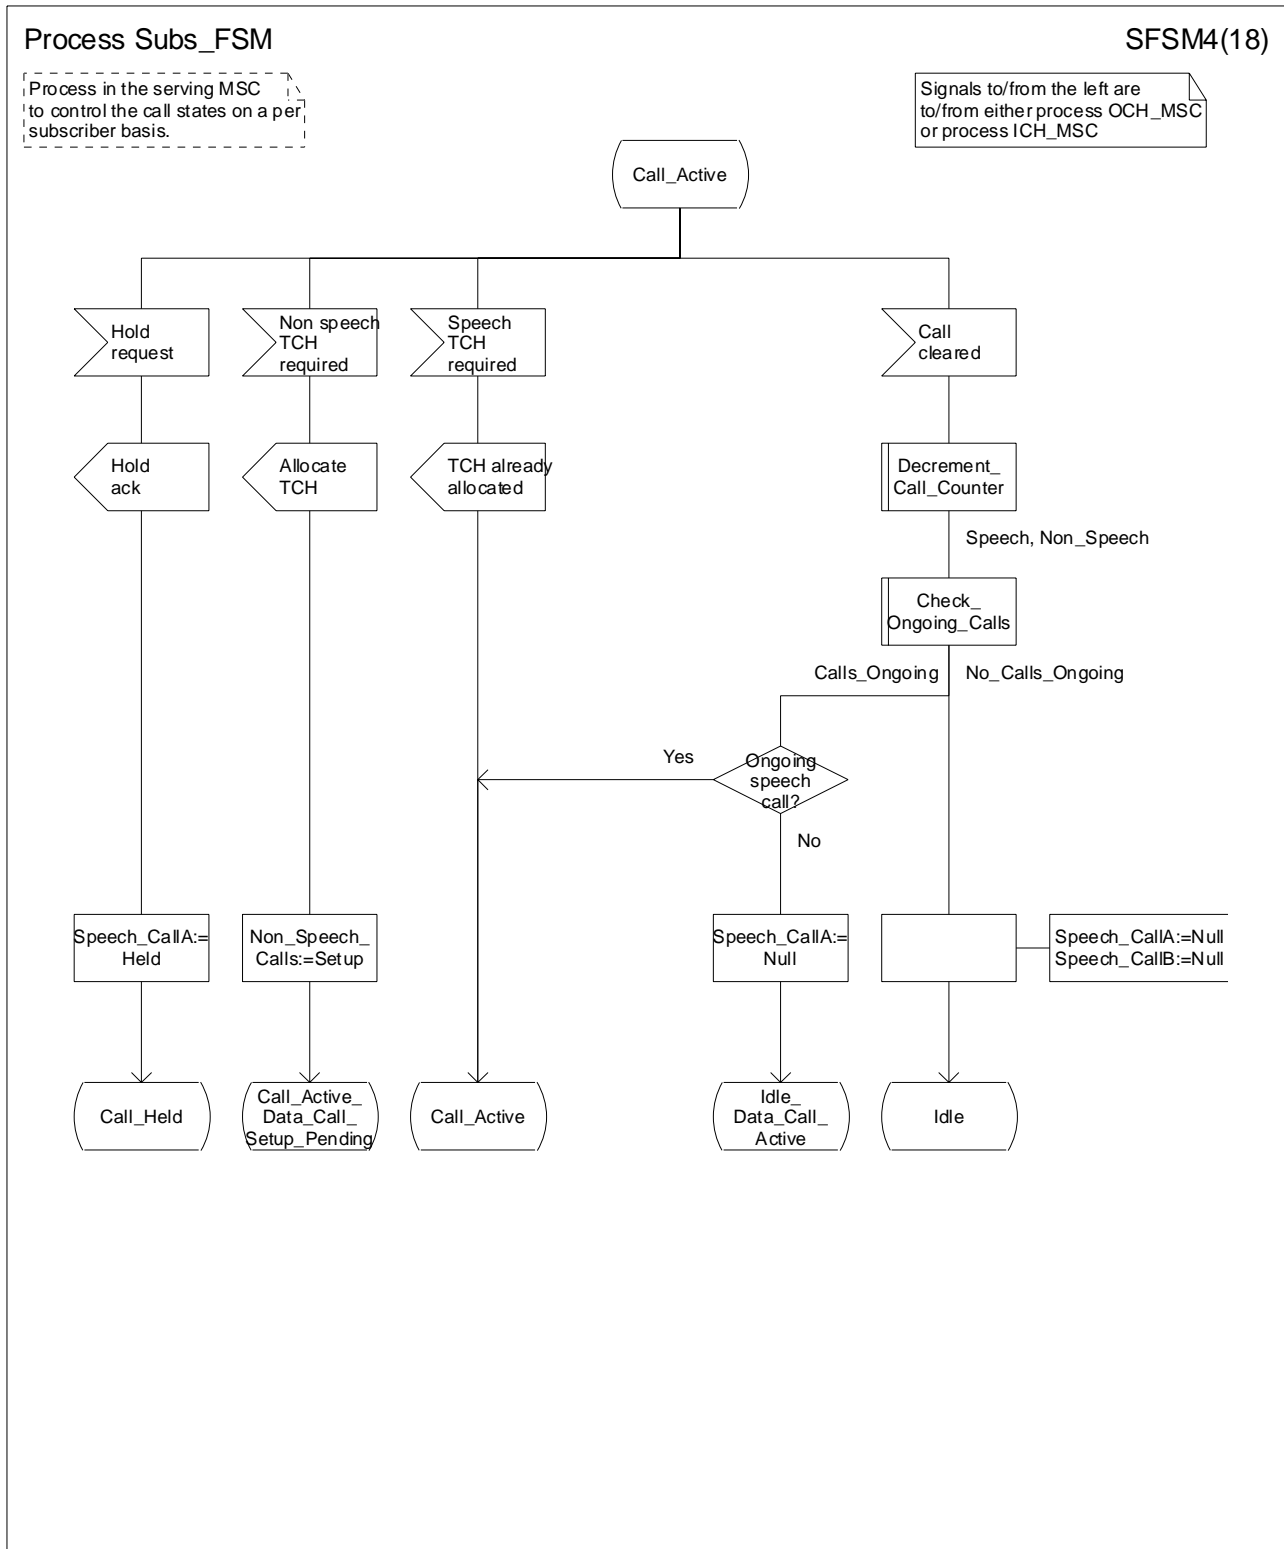 Process Subs_FSM
SFSM4(18)
Process in the serving MSC
to control the call states on a per
subscriber basis.
Signals to/from the left are
to/from either process OCH_MSC
or process ICH_MSC
Call_Active
Hold
request
Non speech
TCH
required
Speech
TCH
required
Call
cleared
Hold
ack
Allocate
TCH
TCH already
allocated
Decrement_
Call_Counter
Speech, Non_Speech
Check_
Ongoing_Calls
Calls_Ongoing
No_Calls_Ongoing
Yes
Ongoing
speech
call?
No
Speech_CallA:=
Held
Non_Speech_
Calls:=Setup
Speech_CallA:=
Null
Speech_CallA:=Null
Speech_CallB:=Null
Call_Held
Call_Active_
Data_Call_
Setup_Pending
Call_Active
Idle_
Data_Call_
Active
Idle